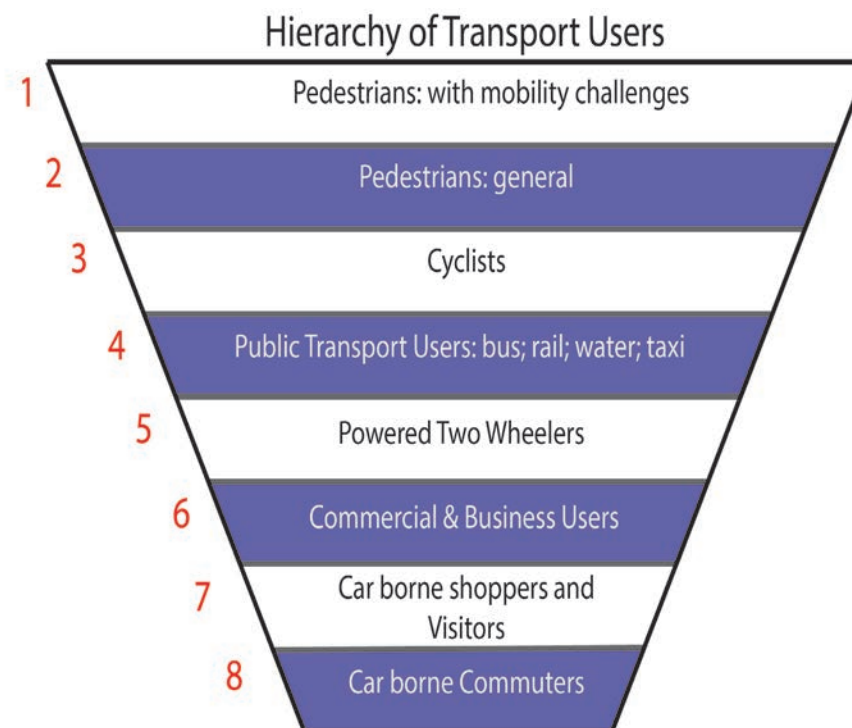 Hierarchy of Transport Users
1 Pedestrians: with mobility challenges
2 Pedestrians: general
3 Cyclists
4 Public Transport Users: bus; rail; water; taxi
5 Powered Two Wheelers
6 Commercial & Business Users
7 Car borne shoppers and
Visitors
8 Car borne Commuters